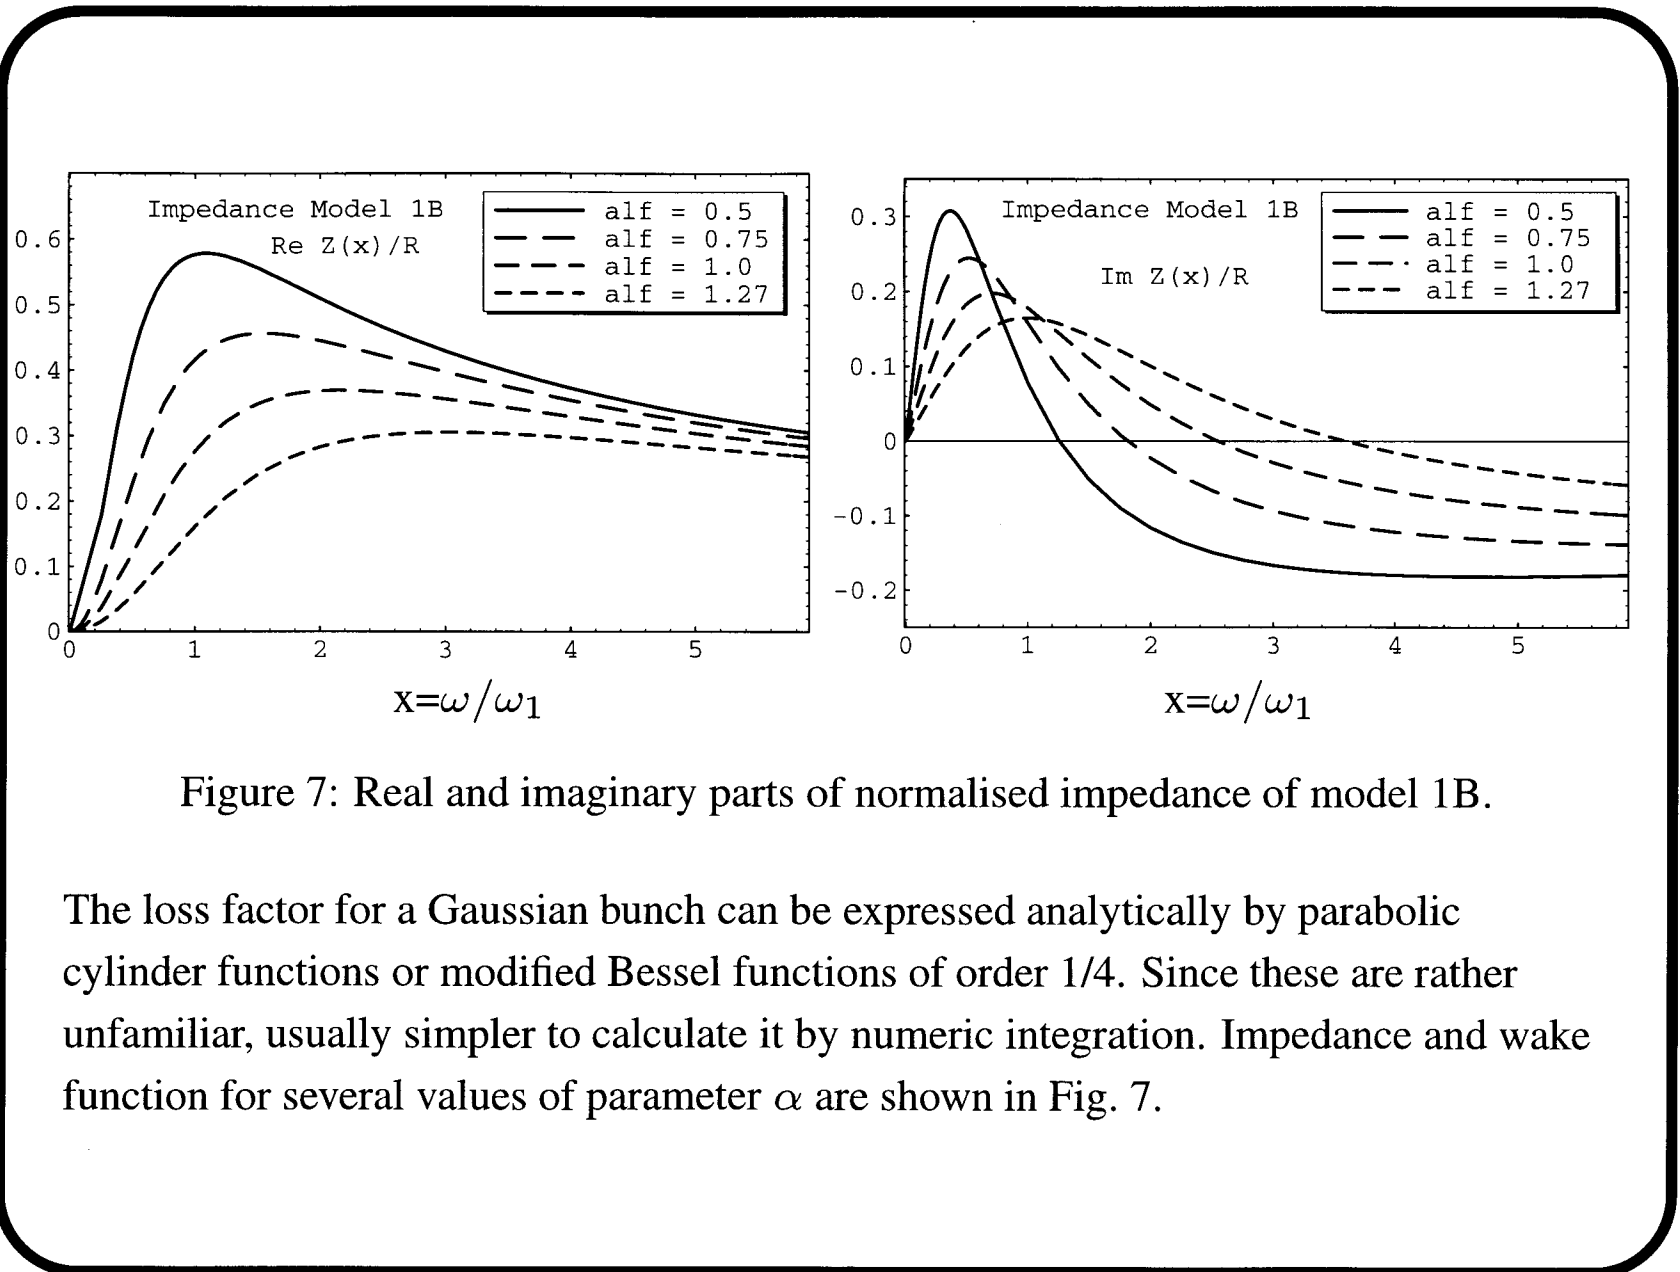 Impedance Model 1B
Re Z(x)/R
alf = 0.5
alf = 0.75
alf = 1.0
alf = 1.27
0.6
0.5
0.4
0.3
0.2
0.1
0
0 1 2 3 4 5
x=ω/ω1
Impedance Model 1B
Im Z(x)/R
alf = 0.5
alf = 0.75
alf = 1.0
alf = 1.27
0.3
0.2
0.1
0
-0.1
-0.2
0 1 2 3 4 5
x=ω/ω1
Figure 7: Real and imaginary parts of normalised impedance of model 1B.
The loss factor for a Gaussian bunch can be expressed analytically by parabolic
cylinder functions or modified Bessel functions of order 1/4. Since these are rather
unfamiliar, usually simpler to calculate it by numeric integration. Impedance and wake
function for several values of parameter α are shown in Fig. 7.